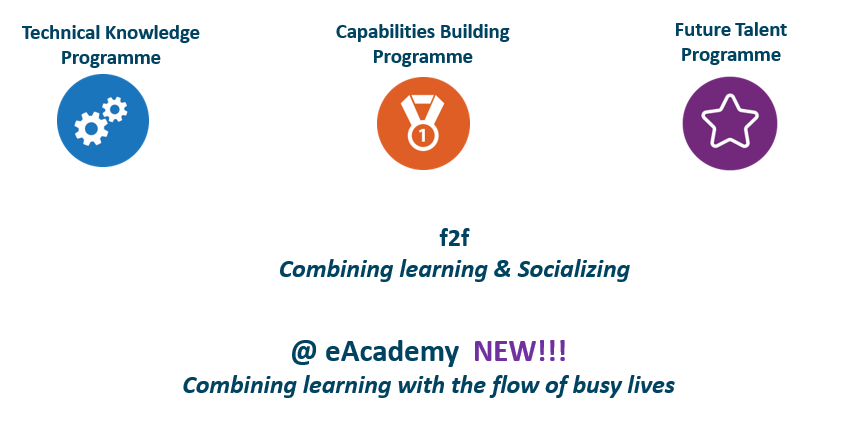 Technical Knowledge
Programme
Capabilities Building
Programme
1
Future Talent
Programme
f2f
Combining learning & Socializing
@ eAcademy NEW!!!
Combining learning with the flow of busy lives